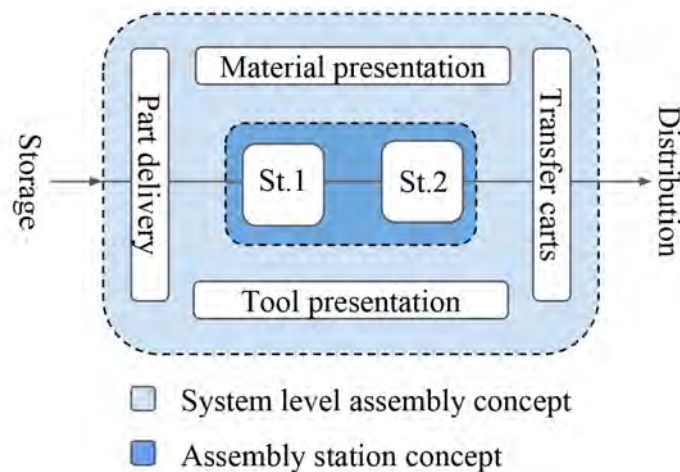 Storage
Part delivery
Material presentation
St.1
St.2
Tool presentation
Transfer carts
Distribution
System level assembly concept
Assembly station concept